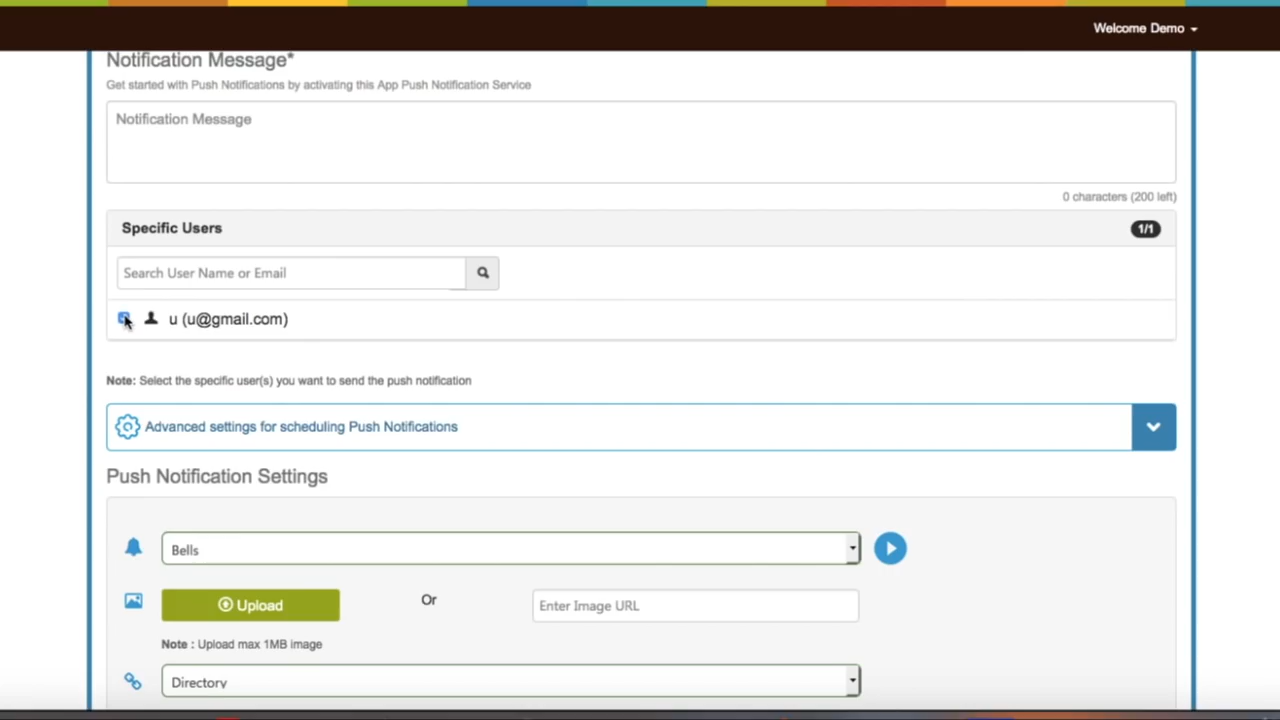 Welcome Demo
Notification Message*
Get started with Push Notifications by activating this App Push Notification Service
Notification Message
0 characters (200 left)
Specific Users
1/1
Search User Name or Email
u (u@gmail.com)
Note: Select the specific user(s) you want to send the push notification
Advanced settings for scheduling Push Notifications
Push Notification Settings
Bells
Upload
Or
Enter Image URL
Note : Upload max 1MB image
Directory